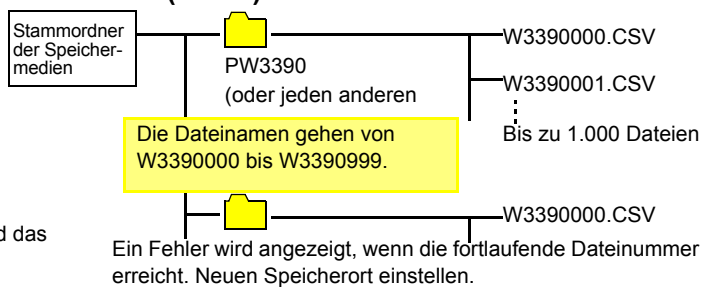 Stammordner
der Speicher-
medien
PW3390
(oder jeden anderen
W3390000.CSV
W3390001.CSV
Bis zu 1.000 Dateien
Die Dateinamen gehen von
W3390000 bis W3390999.
W3390000.CSV
d das
Ein Fehler wird angezeigt, wenn die fortlaufende Dateinummer
erreicht. Neuen Speicherort einstellen.